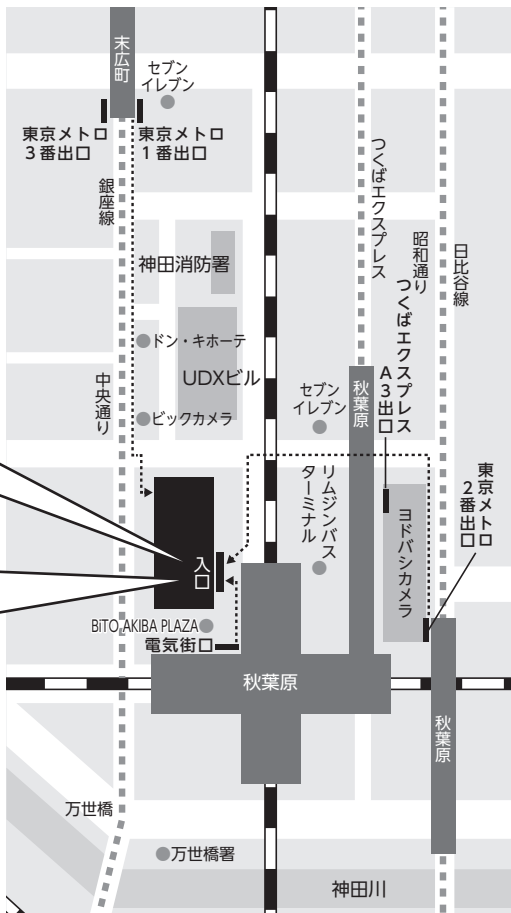 末広町
セブン
イレブン
東京メトロ
3番出口
東京メトロ
1番出口
銀座線
つくばエクスプレス
昭和通り
日比谷線
神田消防署
ドン・キホーテ
UDXビル
中央通り
ビックカメラ
セブン
イレブン
秋葉原
つくばエクスプレス
A3出口
リムジンバス
ターミナル
ヨドバシカメラ
東京メトロ
2番出口
入口
BiTO AKIBA PLAZA
電気街口
秋葉原
秋葉原
万世橋
万世橋署
神田川